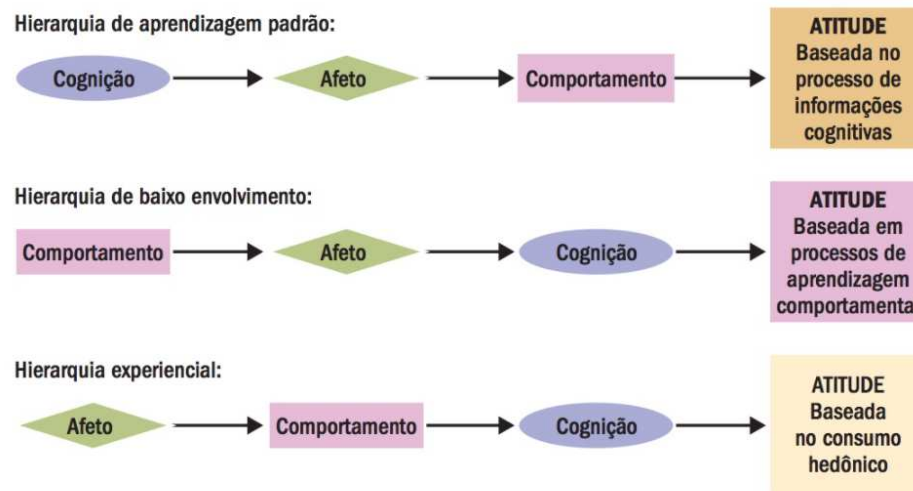 Hierarquia de aprendizagem padrão:
Cognição
Afeto
Comportamento
ATITUDE
Baseada no
processo de
informações
cognitivas
Hierarquia de baixo envolvimento:
Comportamento
Afeto
Cognição
ATITUDE
Baseada em
processos de
aprendizagem
comportamenta
Hierarquia experiencial:
Afeto
Comportamento
Cognição
ATITUDE
Baseada
no consumo
hedônico